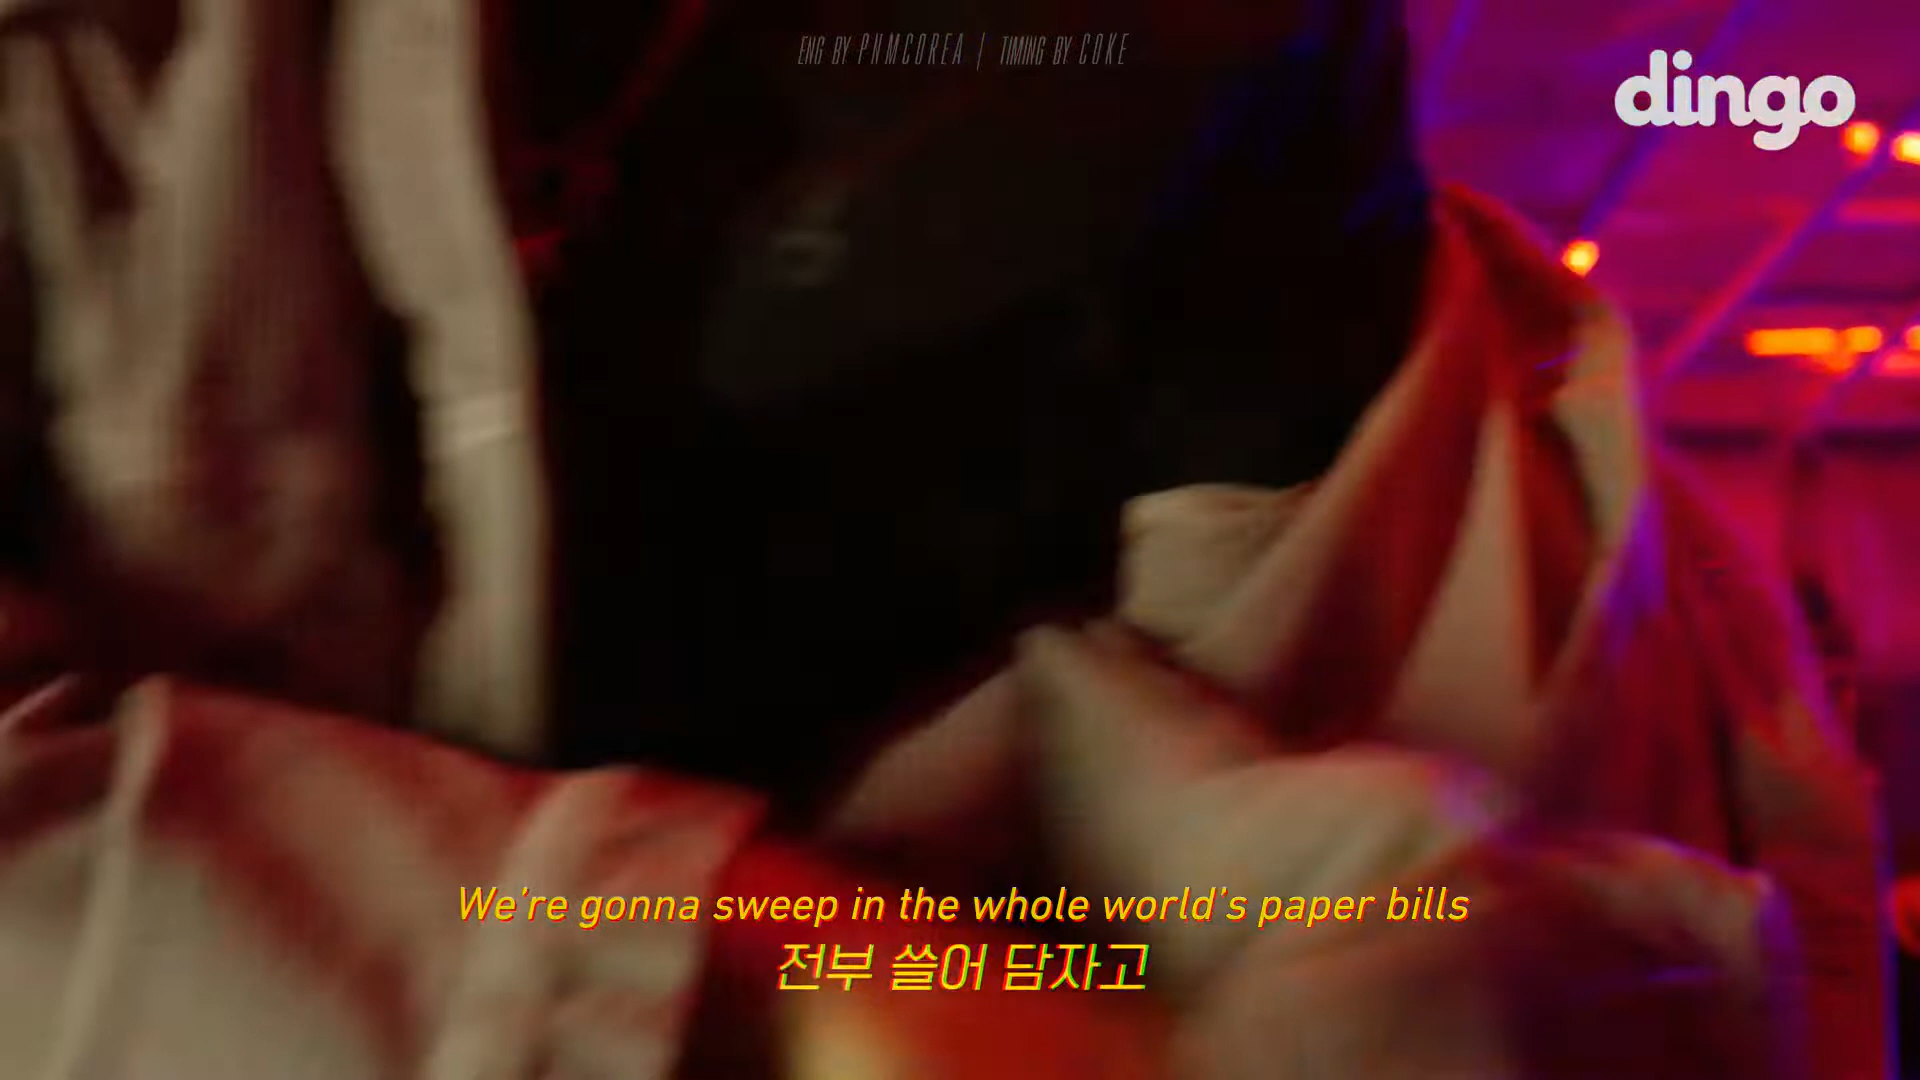 ENG BY PNMCOREA | TIMING BY COKE
dingo
We're gonna sweep in the whole world's paper bills
전부 쓸어 담자고